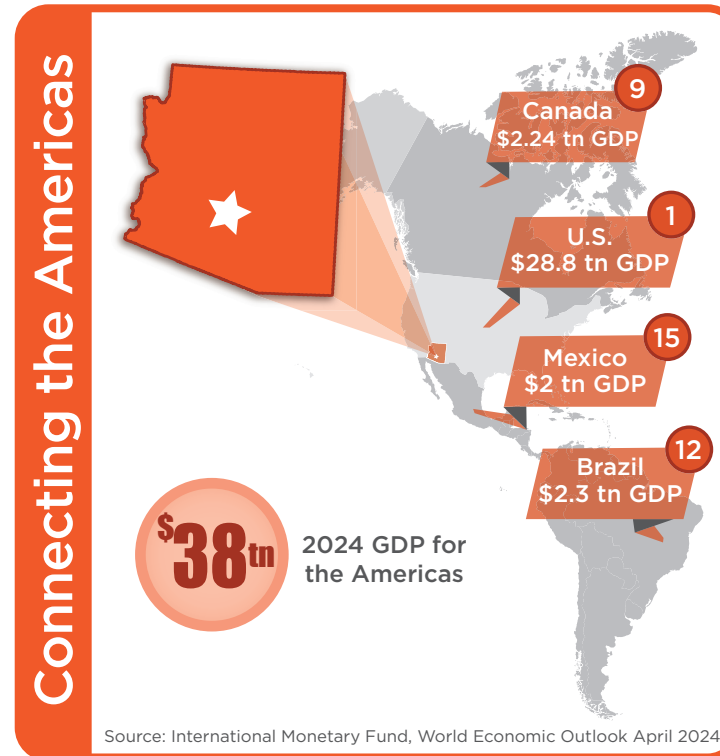 Connecting the Americas
9
Canada
$2.24 tn GDP
1
U.S.
$28.8 tn GDP
15
Mexico
$2 tn GDP
12
Brazil
$2.3 tn GDP
$38tn
2024 GDP for
the Americas
Source: International Monetary Fund, World Economic Outlook April 2024